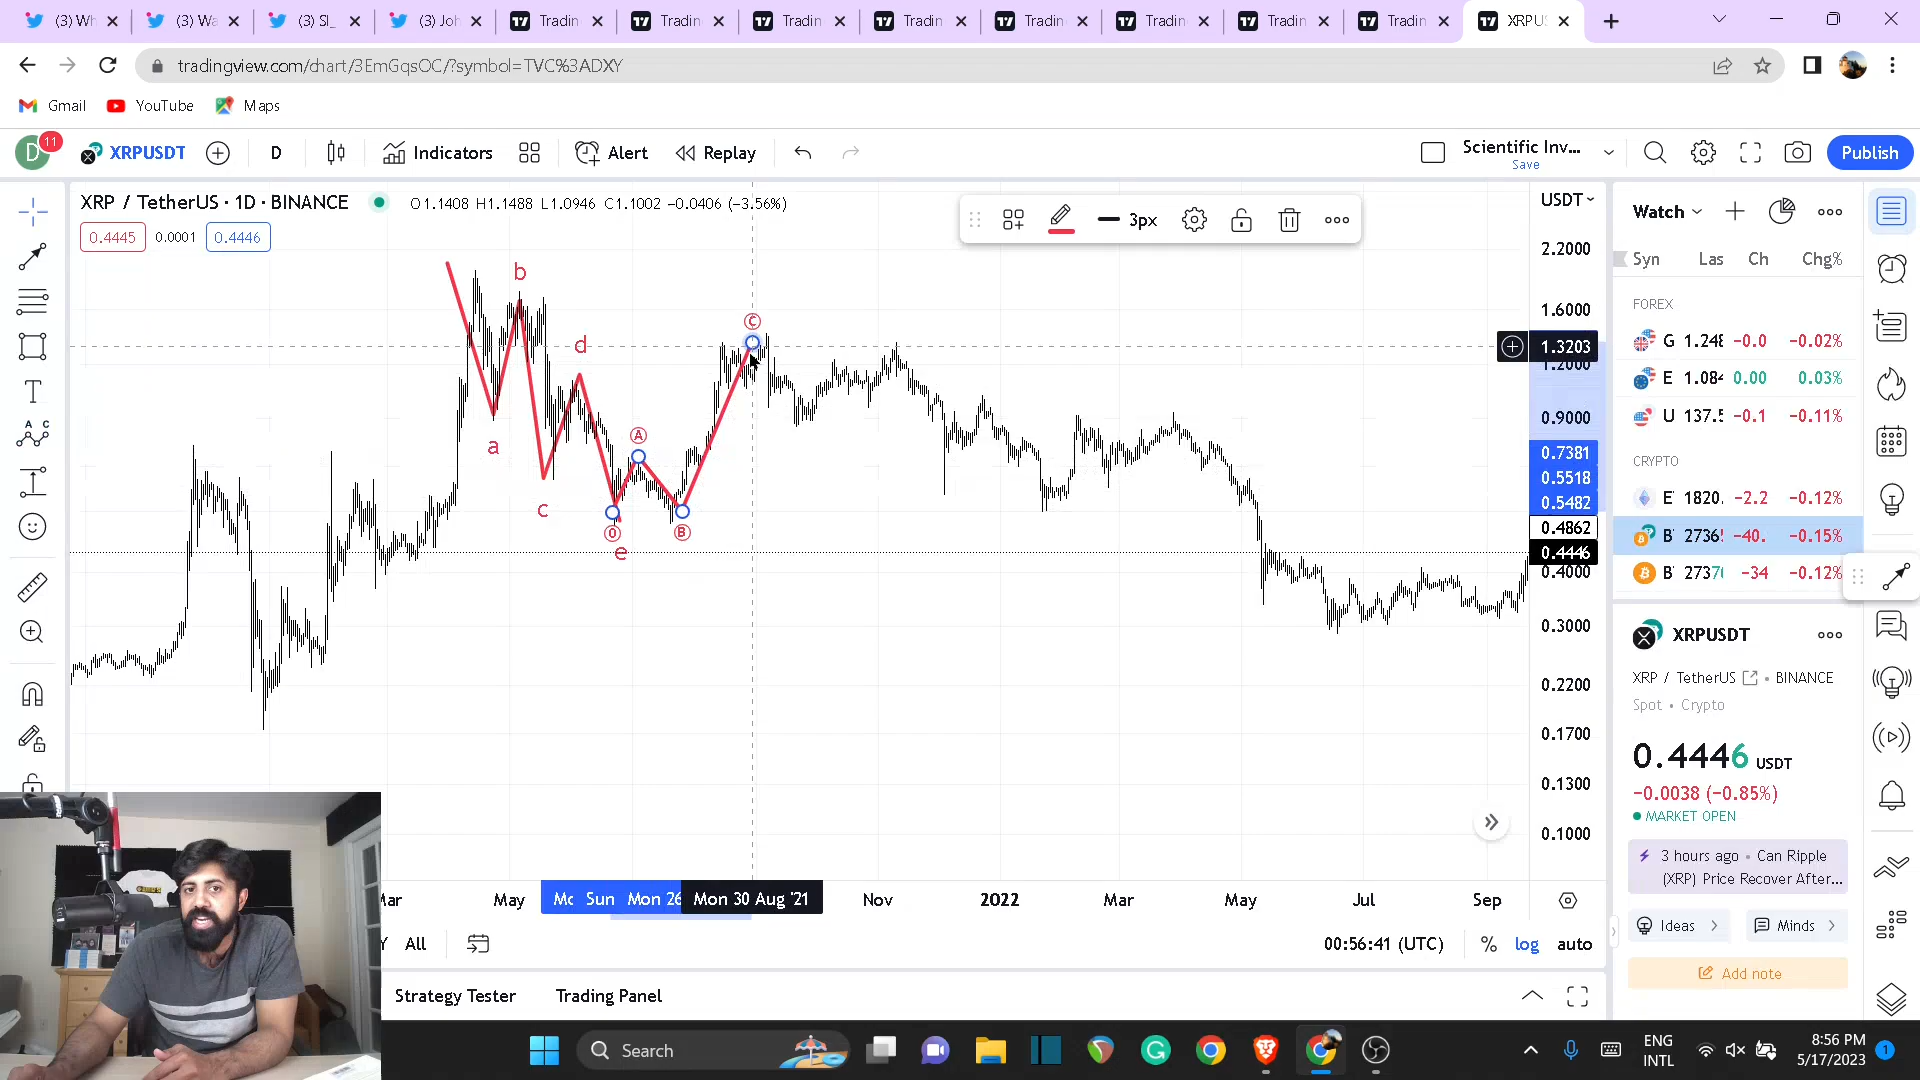 (3) Wh
(3) Wa
(3) SI_
(3) Joh
Tradin
Tradin
Tradin
Tradin
Tradin
Tradin
Tradin
Tradin
XRPUS
tradingview.com/chart/3EmGqsOC/?symbol=TVC%3ADXY
Gmail
YouTube
Maps
D
11
XRPUSDT
D
Indicators
Alert
Replay
Scientific Inv...
Save
Publish
XRP / TetherUS · 1D · BINANCE
O1.1408 H1.1488 L1.0946 C1.1002 −0.0406 (−3.56%)
0.4445
0.0001
0.4446
3px
USDT
2.2000
1.6000
1.3203
1.2000
0.9000
0.7381
0.5518
0.5482
0.4862
0.4446
0.4000
0.3000
0.2200
0.1700
0.1300
0.1000
a
b
c
d
e
0
A
B
C
Mar
May
Sun
Mon 26
Mon 30 Aug '21
Nov
2022
Mar
May
Jul
Sep
Y
All
00:56:41 (UTC)
%
log
auto
Strategy Tester
Trading Panel
Watch
Syn
Las
Ch
Chg%
FOREX
G 1.248 −0.0 −0.02%
E 1.084 0.00 0.03%
U 137.5 −0.1 −0.11%
CRYPTO
E 1820. −2.2 −0.12%
B 2736 −40. −0.15%
B 2737 −34 −0.12%
XRPUSDT
XRP / TetherUS • BINANCE
Spot • Crypto
0.4446 USDT
−0.0038 (−0.85%)
MARKET OPEN
3 hours ago • Can Ripple
(XRP) Price Recover After...
Ideas
Minds
Add note
Search
ENG
INTL
8:56 PM
5/17/2023
1